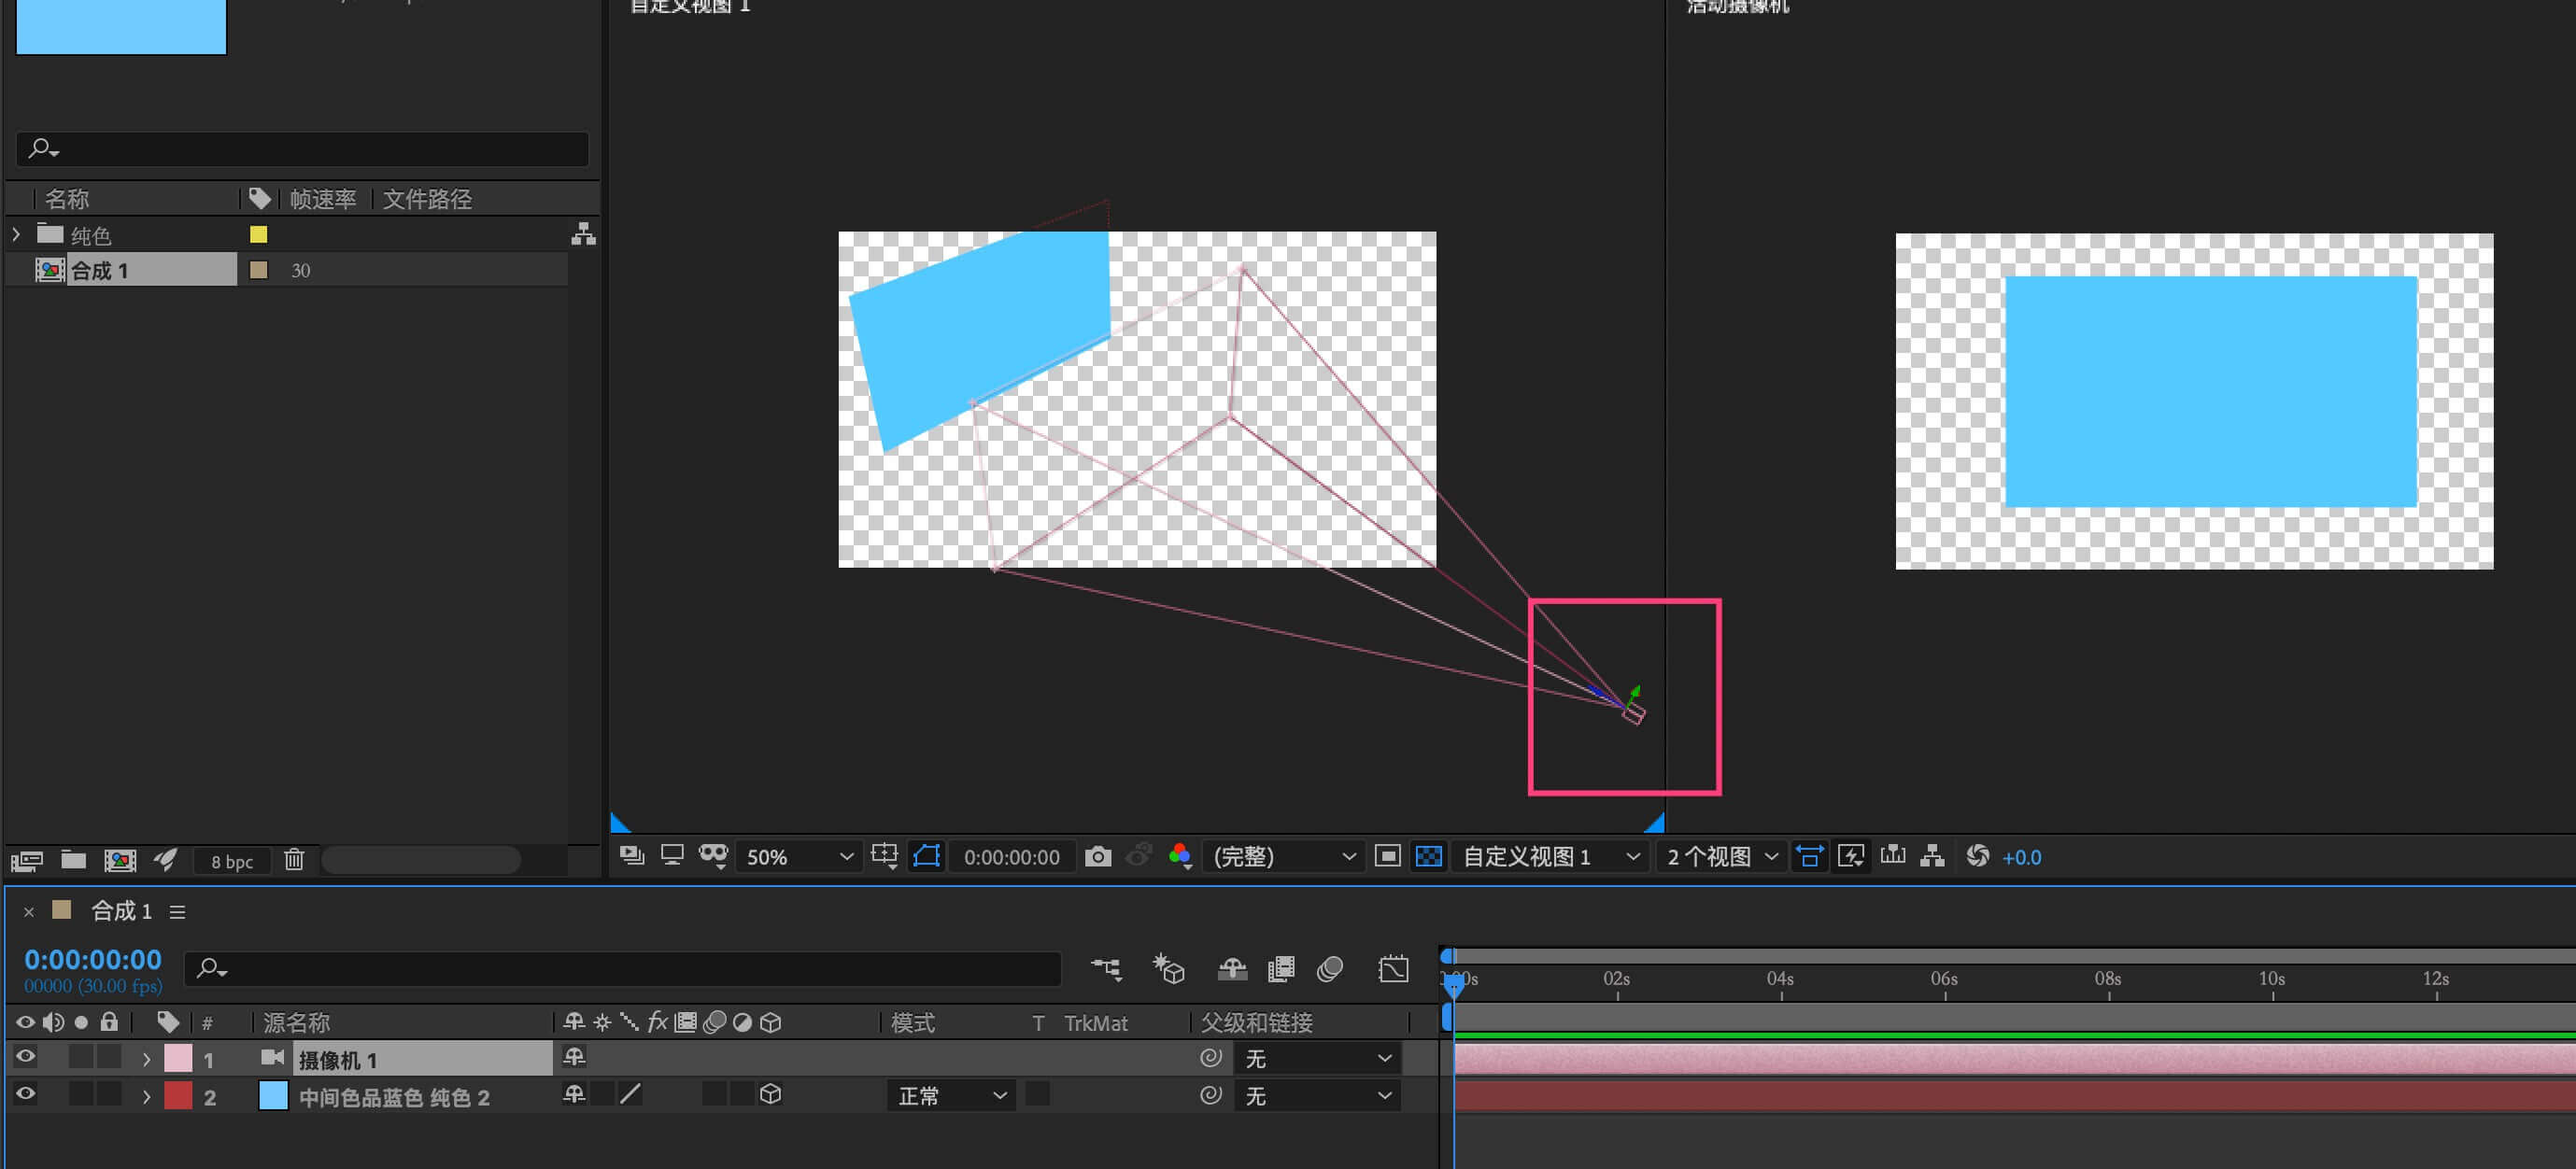 自定义视图 1
活动摄像机
名称
帧速率
文件路径
纯色
合成 1
30
8 bpc
50%
0:00:00:00
(完整)
自定义视图 1
2 个视图
+0.0
合成 1
0:00:00:00
00000 (30.00 fps)
02s
04s
06s
08s
10s
12s
#
源名称
fx
模式
T
TrkMat
父级和链接
1
摄像机 1
无
2
中间色品蓝色 纯色 2
正常
无